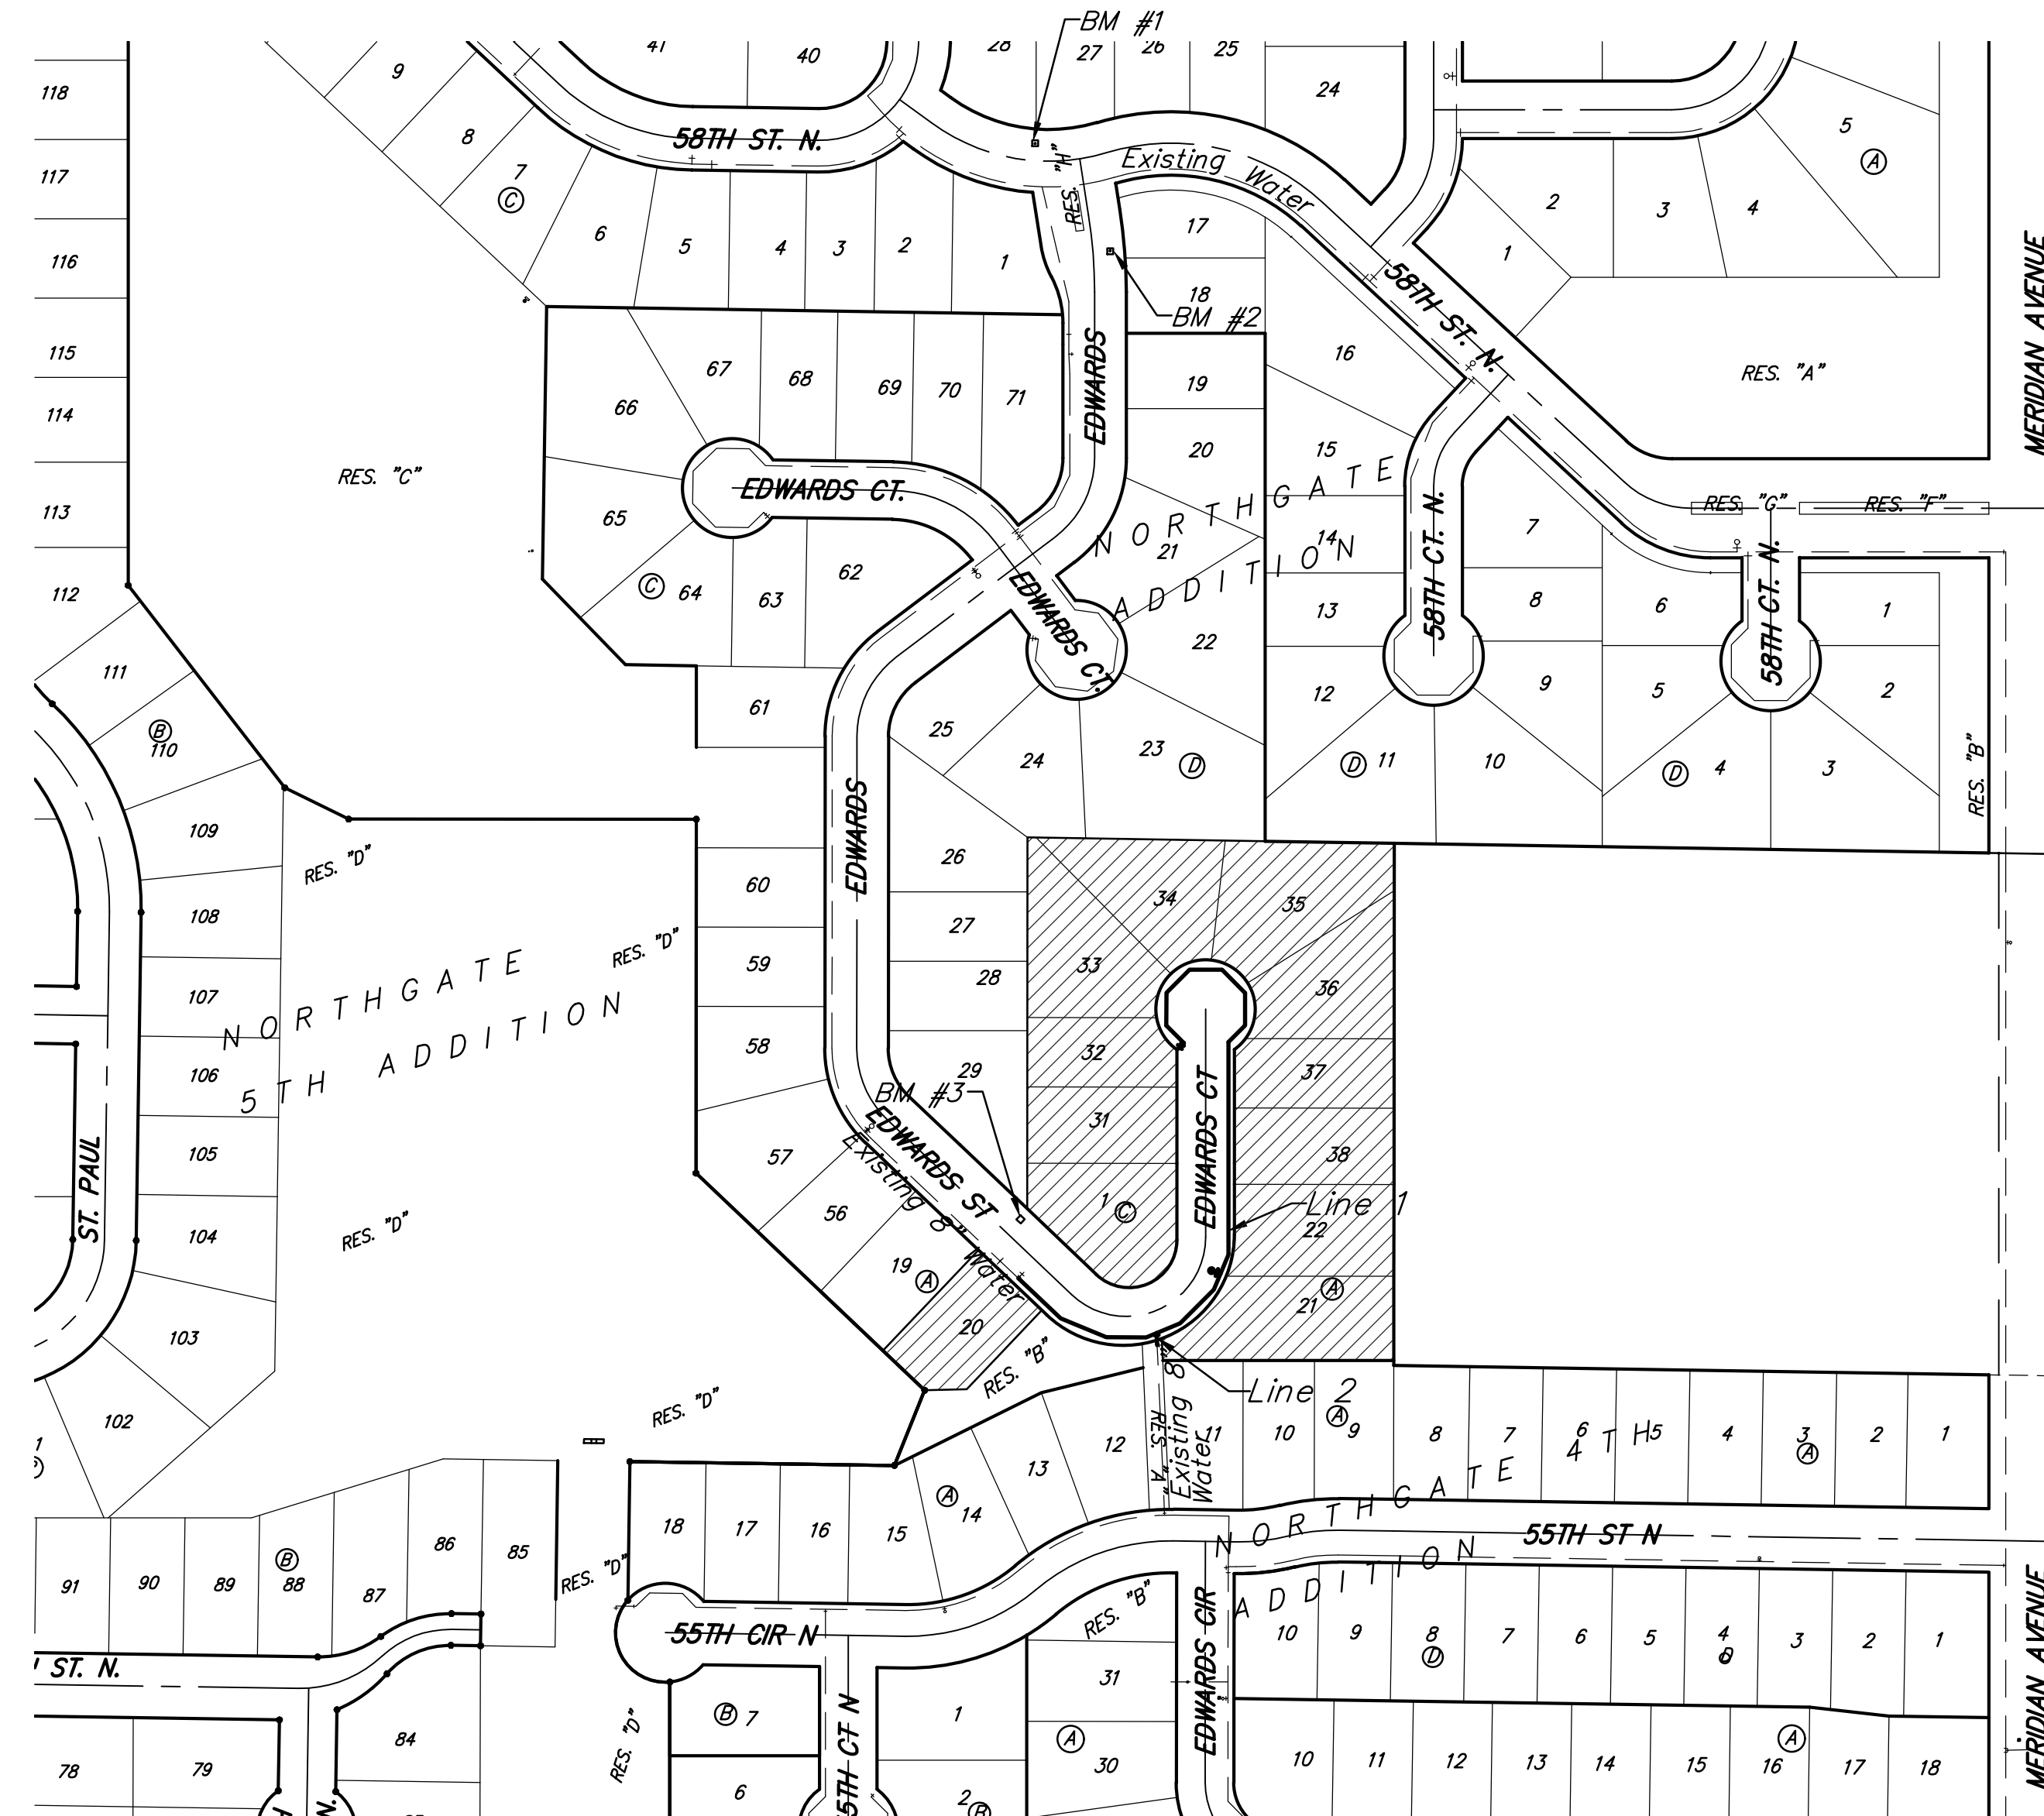 BM #1
41
40
28
27
26
25
24
118
9
8
7
C
58TH ST. N.
RES. "H"
Existing
Water
5
A
117
6
5
4
3
2
1
17
18
BM #2
1
2
3
4
116
58TH ST. N.
MERIDIAN AVENUE
115
66
67
68
69
70
71
EDWARDS
19
16
RES. "A"
114
RES. "C"
EDWARDS CT.
20
15
NORTHGATE
ADDITION
113
65
21
14
58TH CT. N.
7
RES. "G"
RES. "F"
58TH CT. N.
112
C
64
63
62
EDWARDS CT.
22
13
8
6
1
111
61
25
24
23
D
12
D
11
10
9
5
D
4
3
2
RES. "B"
B
110
109
RES. "D"
EDWARDS
26
60
34
35
108
NORTHGATE
5TH ADDITION
RES. "D"
59
27
28
33
36
107
58
29
32
37
106
BM #3
31
EDWARDS CT
105
ST. PAUL
57
EDWARDS ST
Existing 8" Water
38
1
C
Line 1
22
104
RES. "D"
56
19
A
20
21
A
103
RES. "B"
Line 2
RES. "D"
102
1
13
12
RES. "A"
Existing 8"
Water
11
10
A
9
8
7
6
5
4
3
A
2
1
NORTHGATE 4TH
ADDITION
18
17
16
15
A
14
55TH ST N
91
90
89
B
88
87
86
85
RES. "D"
55TH CIR N
RES. "B"
EDWARDS CIR
10
9
8
D
7
6
5
4
D
3
2
1
ST. N.
RES. "D"
B
7
55TH CT N
1
31
A
30
MERIDIAN AVENUE
78
79
84
6
2
B
10
11
12
13
14
15
16
A
17
18
N.